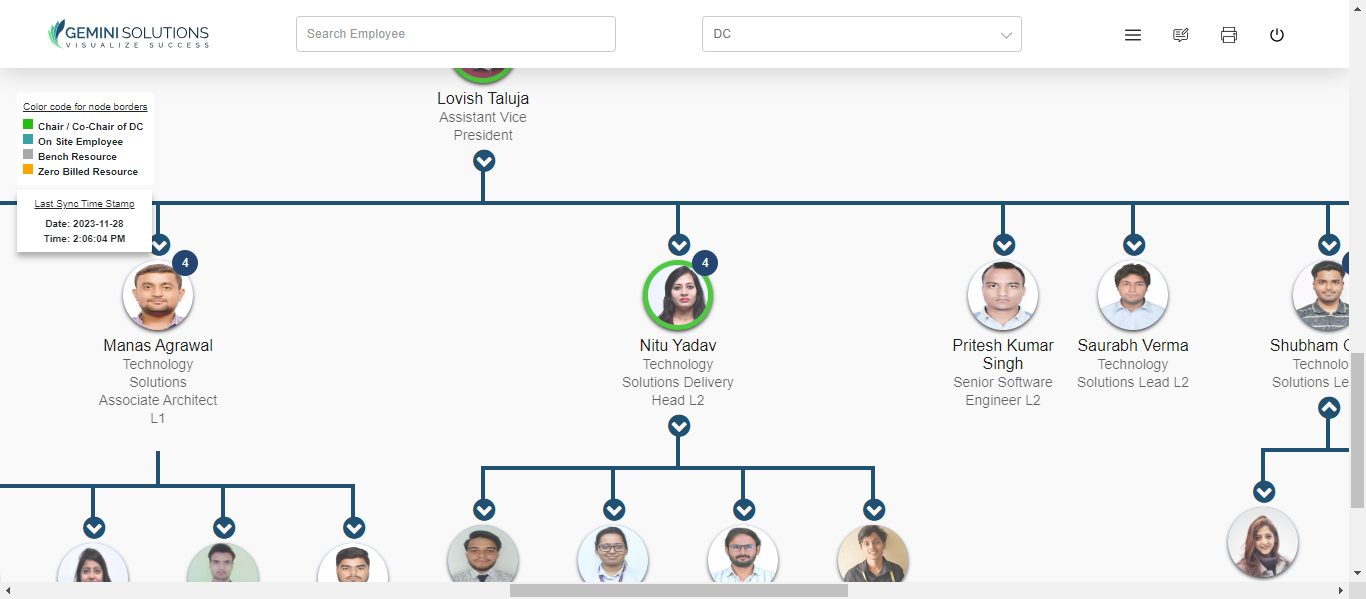 GEMINI SOLUTIONS
VISUALIZE SUCCESS
Search Employee
DC
Lovish Taluja
Assistant Vice
President
Color code for node borders
Chair / Co-Chair of DC
On Site Employee
Bench Resource
Zero Billed Resource
Last Sync Time Stamp
Date: 2023-11-28
Time: 2:06:04 PM
4
Manas Agrawal
Technology
Solutions
Associate Architect
L1
4
Nitu Yadav
Technology
Solutions Delivery
Head L2
Pritesh Kumar
Singh
Senior Software
Engineer L2
Saurabh Verma
Technology
Solutions Lead L2
Shubham
Technolo
Solutions Le